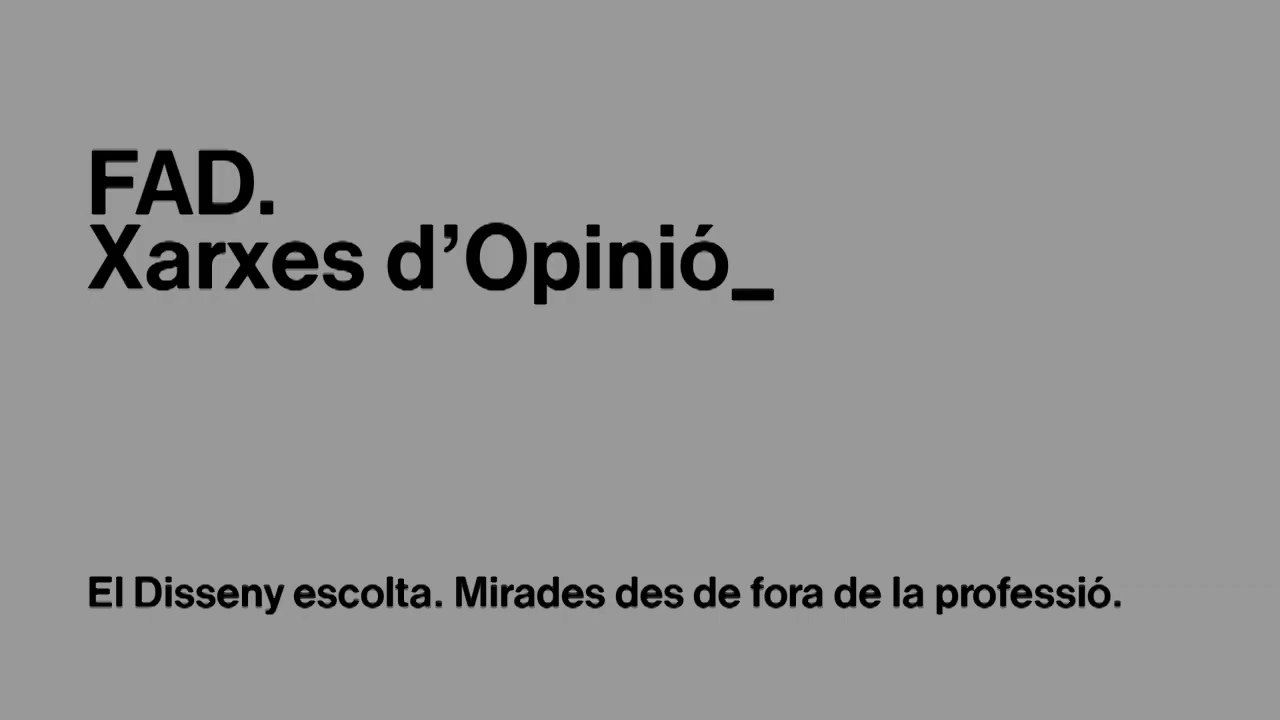 FAD.
Xarxes d’Opinió_
El Disseny escolta. Mirades des de fora de la professió.